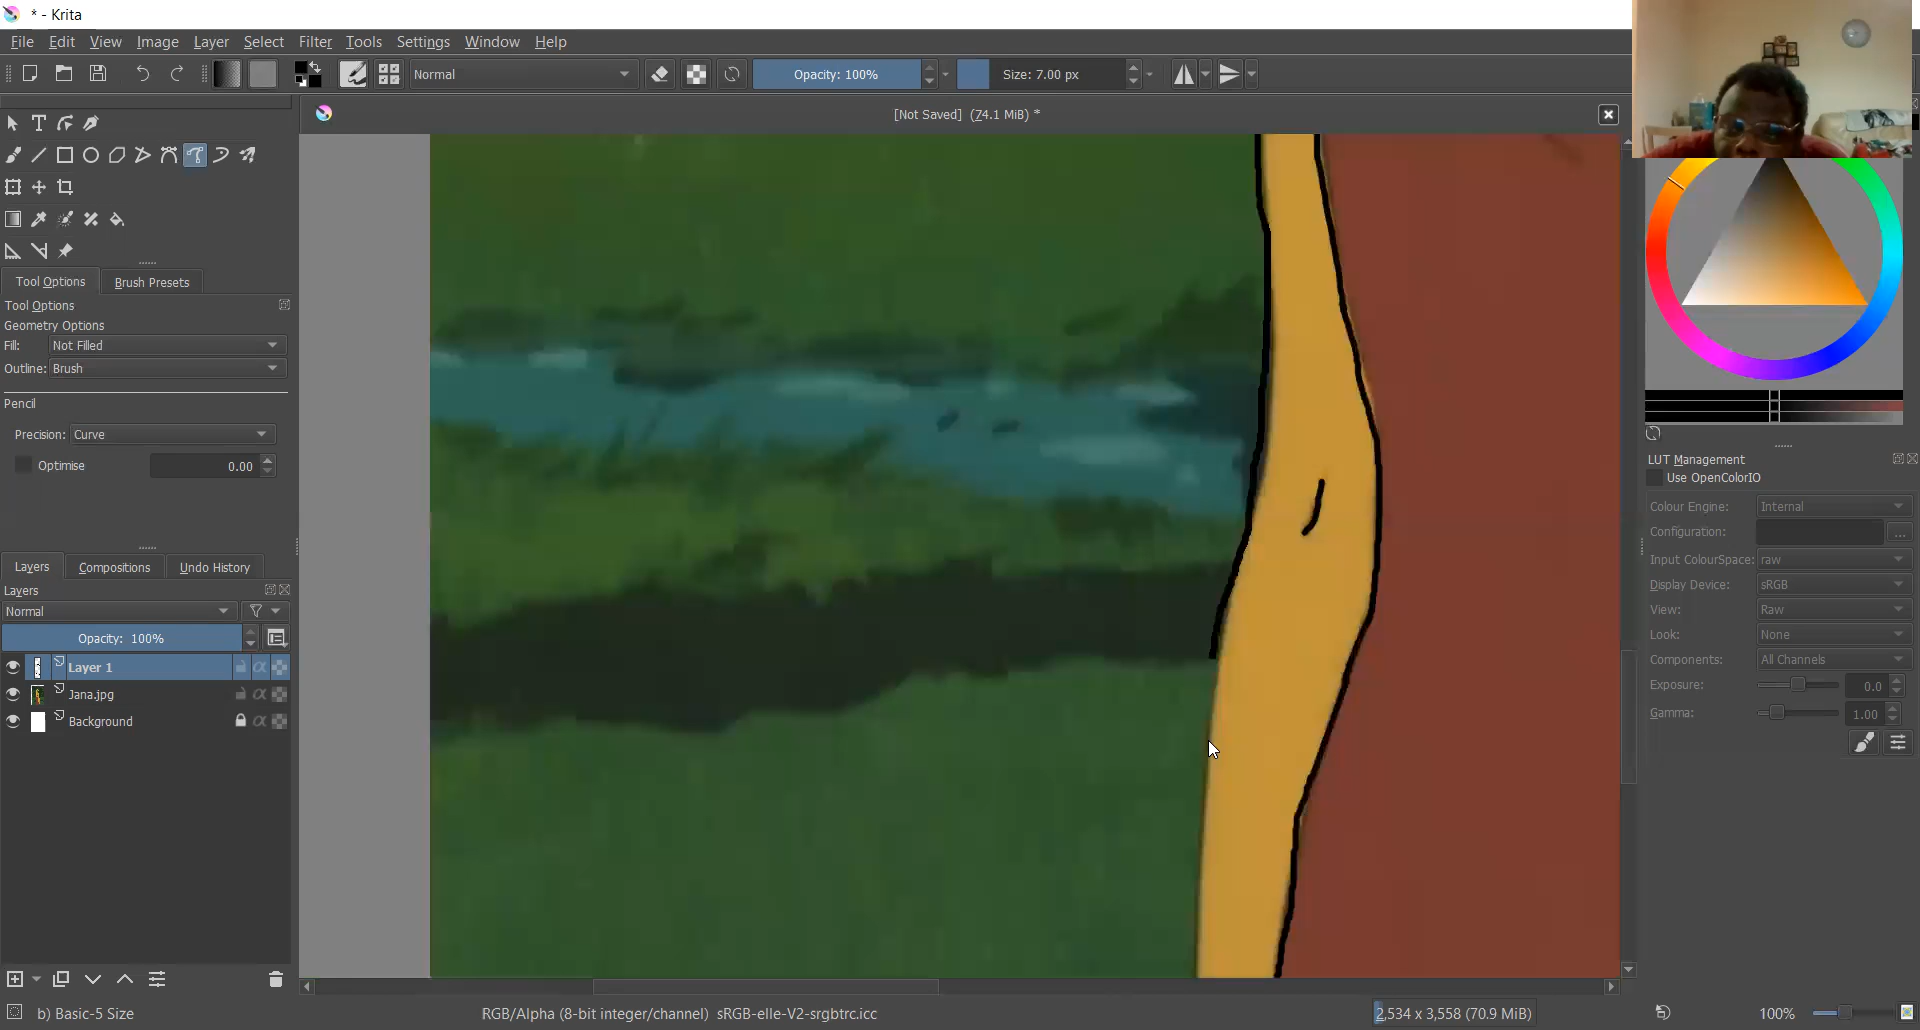 * - Krita
File Edit View Image Layer Select Filter Tools Settings Window Help
Normal
Opacity: 100%
Size: 7.00 px
[Not Saved] (74.1 MiB) *
Tool Options
Brush Presets
Tool Options
Geometry Options
Fill: Not Filled
Outline: Brush
Pencil
Precision: Curve
Optimise 0.00
Layers Compositions Undo History
Layers
Normal
Opacity: 100%
Layer 1
Jana.jpg
Background
b) Basic-5 Size
RGB/Alpha (8-bit integer/channel) sRGB-elle-V2-srgbtrc.icc
2,534 x 3,558 (70.9 MiB)
100%
LUT Management
Use OpenColorIO
Colour Engine: Internal
Configuration: ...
Input ColourSpace: raw
Display Device: sRGB
View: Raw
Look: None
Components: All Channels
Exposure: 0.0
Gamma: 1.00